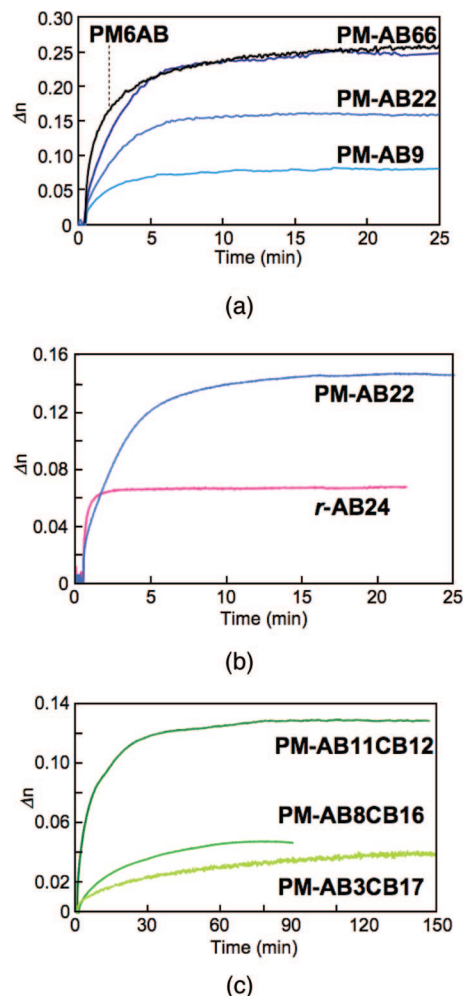 0.30
PM6AB
PM-AB66
0.25
0.20
Δn
0.15
PM-AB22
0.10
PM-AB9
0.05
0
0 5 10 15 20 25
Time (min)
(a)
0.16
PM-AB22
0.12
Δn
0.08
r-AB24
0.04
0
0 5 10 15 20 25
Time (min)
(b)
0.14
PM-AB11CB12
0.10
Δn
0.06
PM-AB8CB16
0.02
PM-AB3CB17
0
0 30 60 90 120 150
Time (min)
(c)